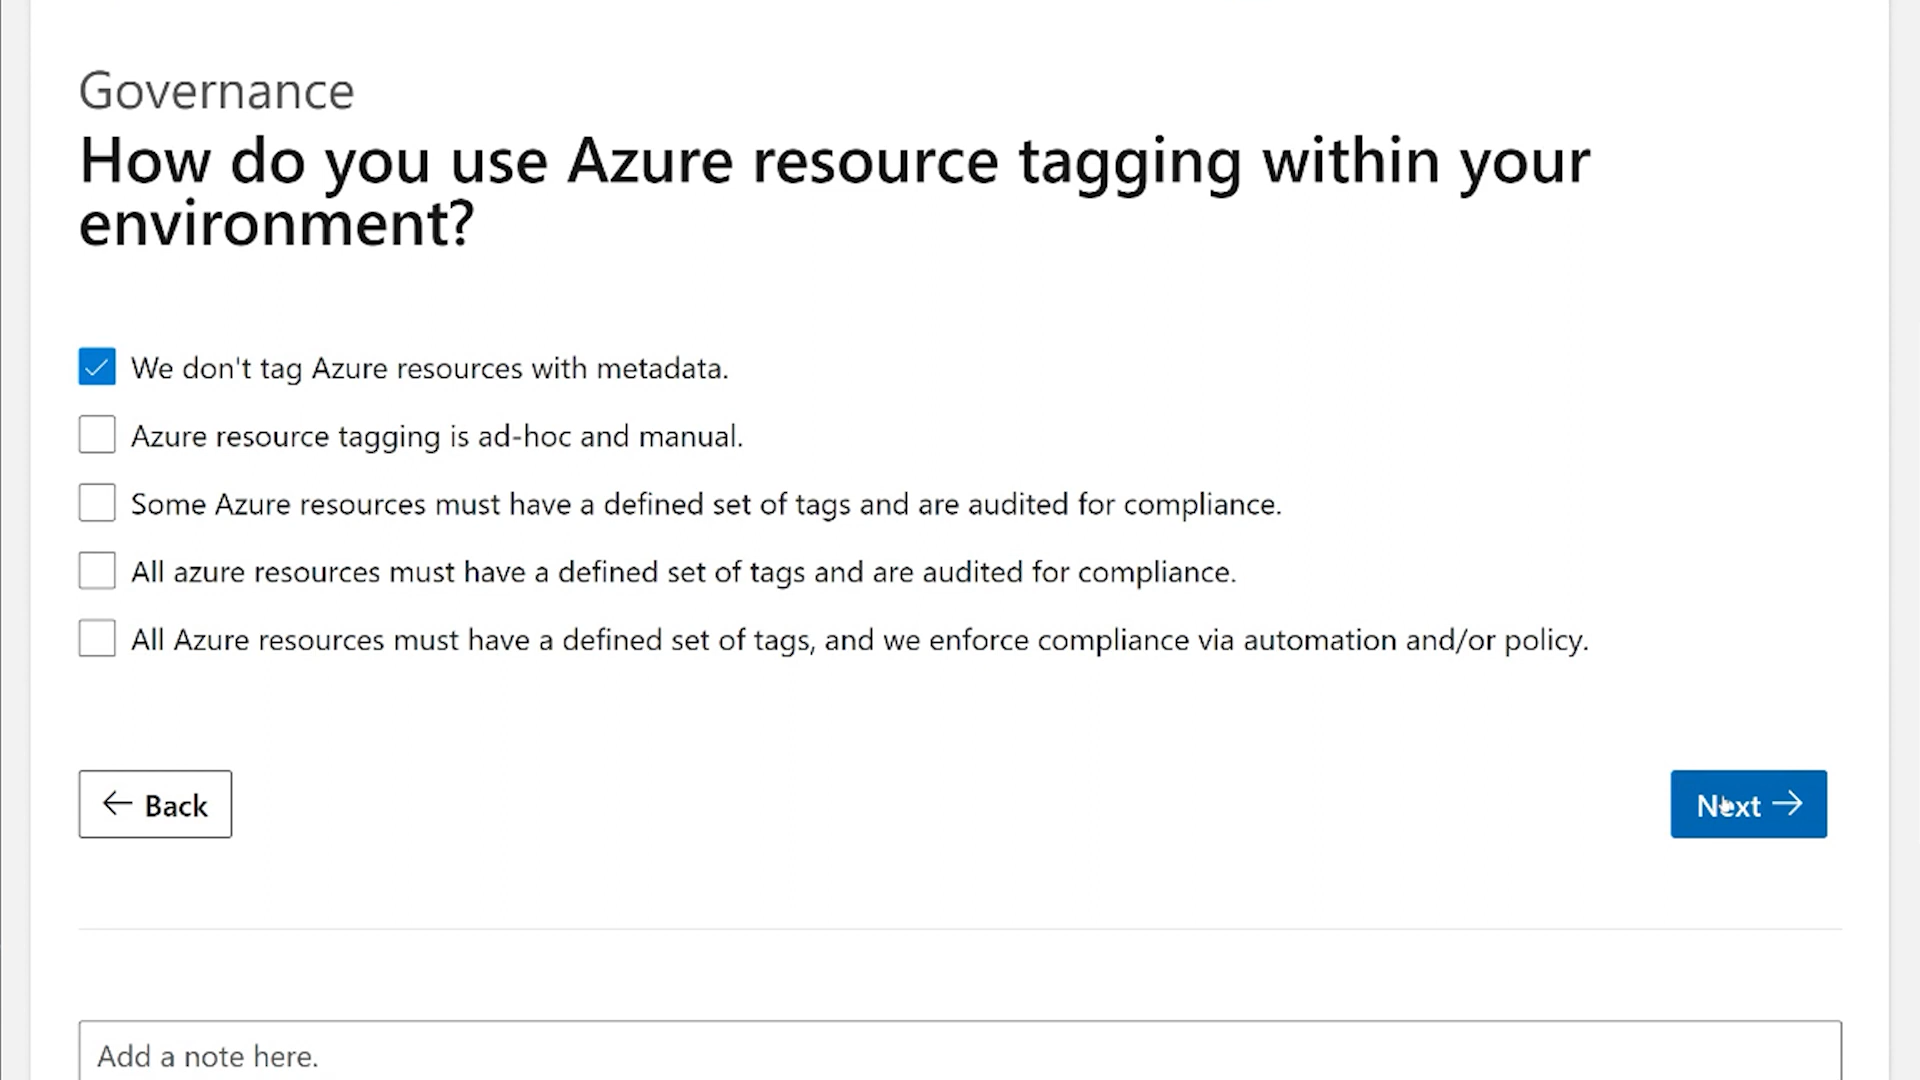 Governance
How do you use Azure resource tagging within your
environment?
We don't tag Azure resources with metadata.
Azure resource tagging is ad-hoc and manual.
Some Azure resources must have a defined set of tags and are audited for compliance.
All azure resources must have a defined set of tags and are audited for compliance.
All Azure resources must have a defined set of tags, and we enforce compliance via automation and/or policy.
Back
Next
Add a note here.